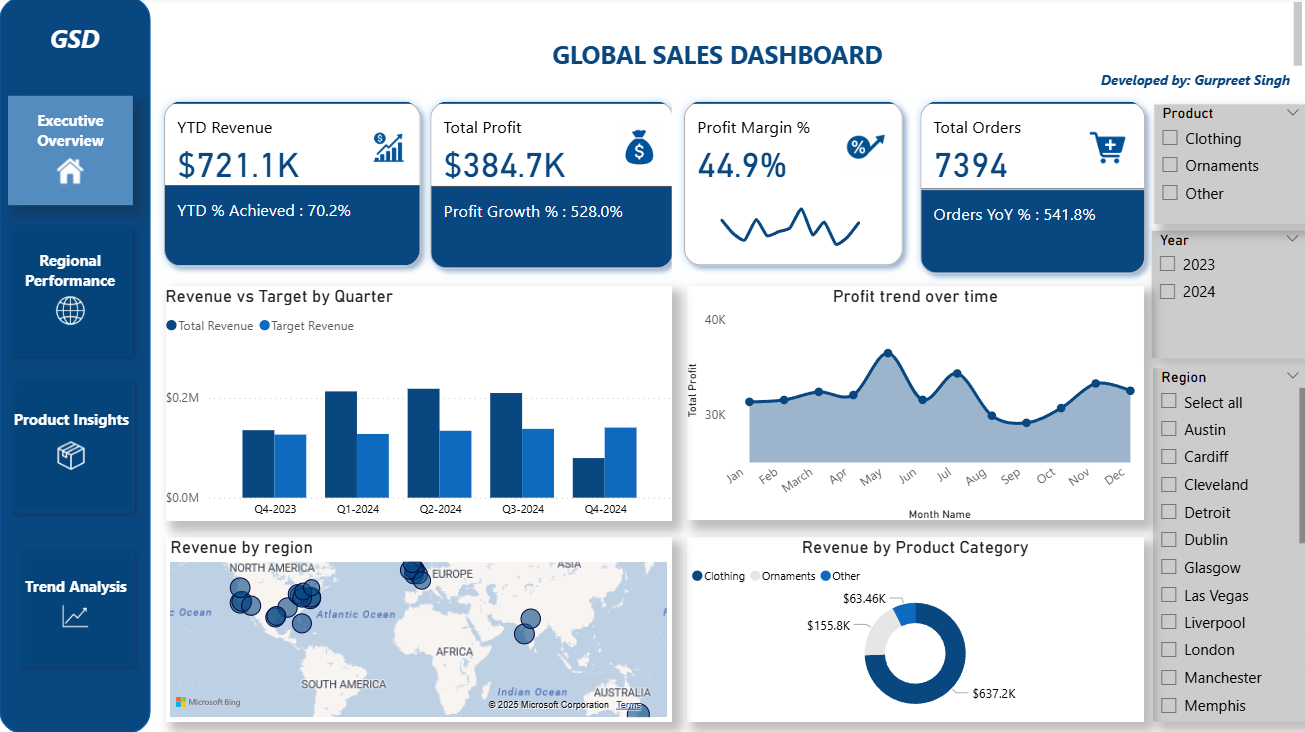 GSD
GLOBAL SALES DASHBOARD
Developed by: Gurpreet Singh
Executive
Overview
Regional
Performance
Product Insights
Trend Analysis
YTD Revenue
$721.1K
YTD % Achieved : 70.2%
Total Profit
$384.7K
Profit Growth % : 528.0%
Profit Margin %
44.9%
Total Orders
7394
Orders YoY % : 541.8%
Revenue vs Target by Quarter
Total Revenue Target Revenue
$0.2M
$0.0M
Q4-2023 Q1-2024 Q2-2024 Q3-2024 Q4-2024
Profit trend over time
Total Profit
40K
30K
Jan Feb March Apr May Jun Jul Aug Sep Oct Nov Dec
Month Name
Revenue by region
NORTH AMERICA
EUROPE
ASIA
c Ocean
Atlantic Ocean
AFRICA
SOUTH AMERICA
Indian Ocean
AUSTRALIA
Microsoft Bing
© 2025 Microsoft Corporation Terms
Revenue by Product Category
Clothing Ornaments Other
$63.46K
$155.8K
$637.2K
Product
Clothing
Ornaments
Other
Year
2023
2024
Region
Select all
Austin
Cardiff
Cleveland
Detroit
Dublin
Glasgow
Las Vegas
Liverpool
London
Manchester
Memphis